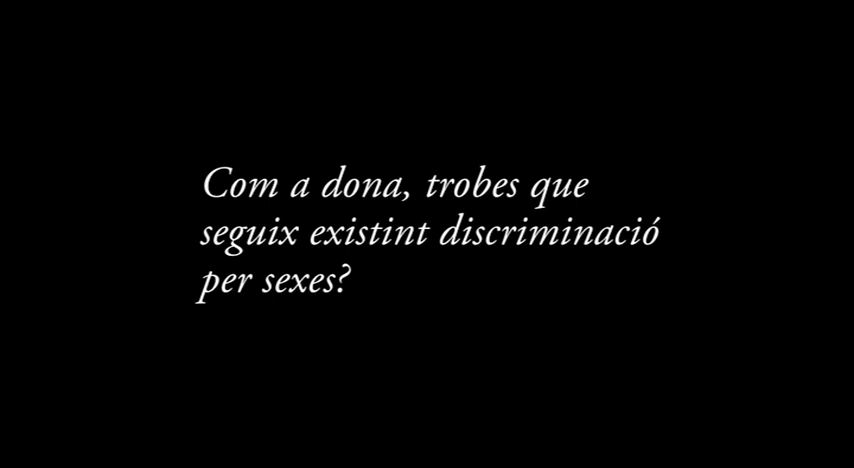 Com a dona, trobes que
seguix existint discriminació
per sexes?